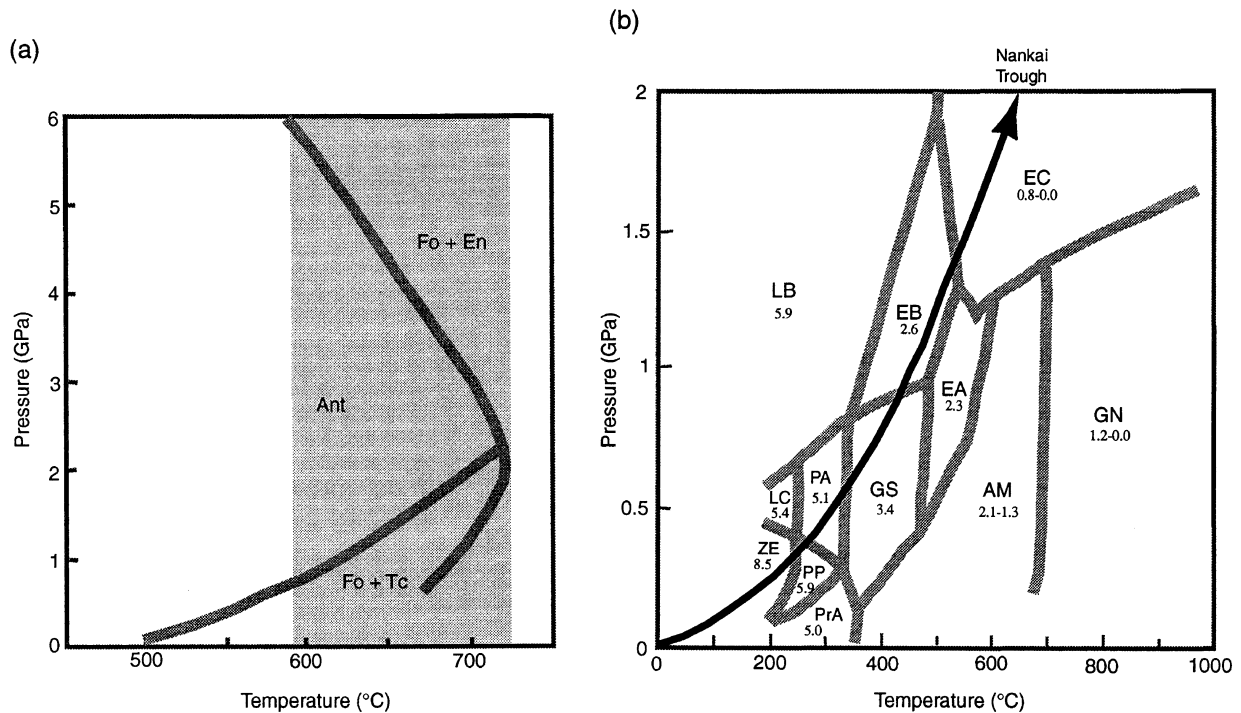 (a)
6
5
4
3
2
1
0
Pressure (GPa)
500
600
700
Temperature (°C)
Fo + En
Ant
Fo + Tc
(b)
Nankai
Trough
2
1.5
1
0.5
0
Pressure (GPa)
0
200
400
600
800
1000
Temperature (°C)
EC
0.8-0.0
LB
5.9
EB
2.6
EA
2.3
GN
1.2-0.0
PA
5.1
LC
5.4
GS
3.4
AM
2.1-1.3
ZE
8.5
PP
5.9
PrA
5.0